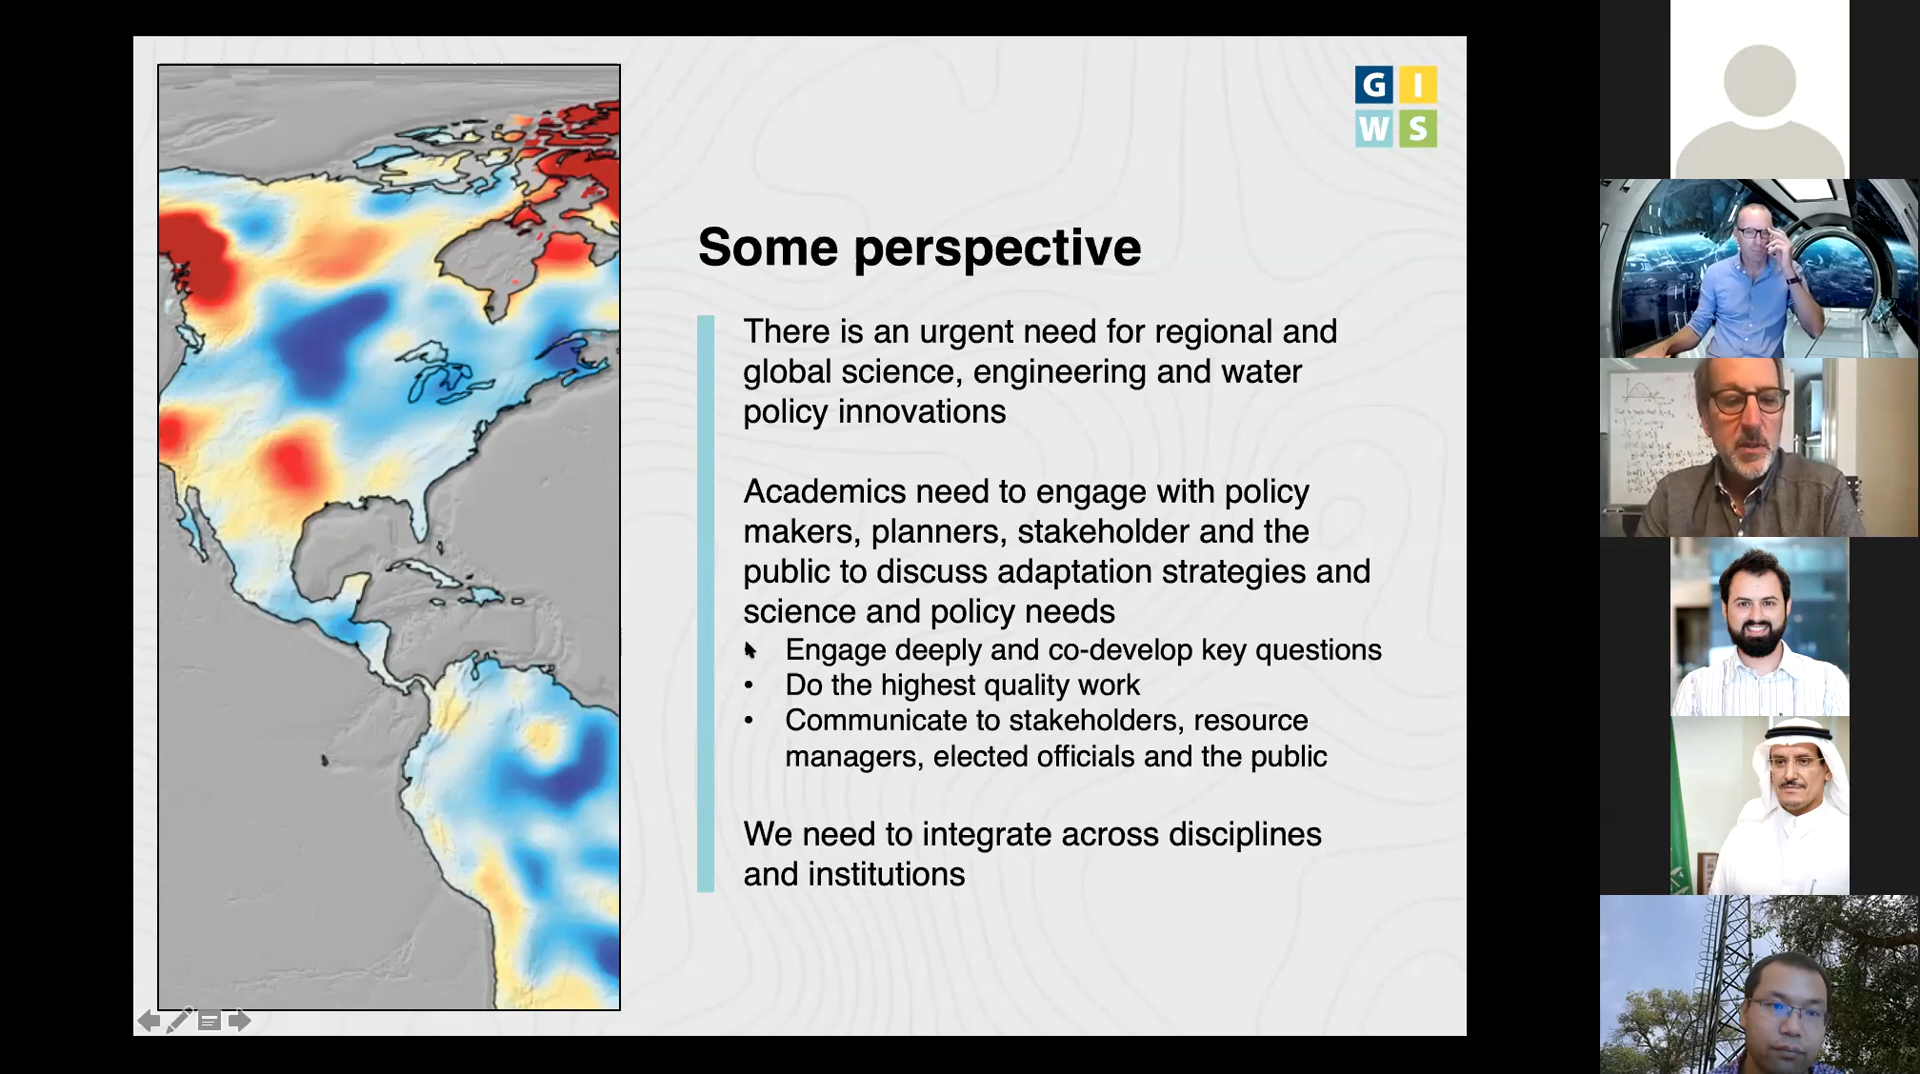 G I
W S
Some perspective
There is an urgent need for regional and
global science, engineering and water
policy innovations
Academics need to engage with policy
makers, planners, stakeholder and the
public to discuss adaptation strategies and
science and policy needs
Engage deeply and co-develop key questions
• Do the highest quality work
• Communicate to stakeholders, resource
managers, elected officials and the public
We need to integrate across disciplines
and institutions